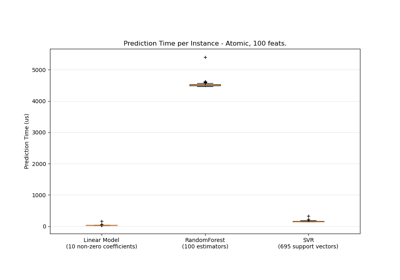 Prediction Time per Instance - Atomic, 100 feats.
5000
4000
3000
2000
1000
0
Prediction Time (us)
Linear Model
(10 non-zero coefficients)
RandomForest
(100 estimators)
SVR
(695 support vectors)